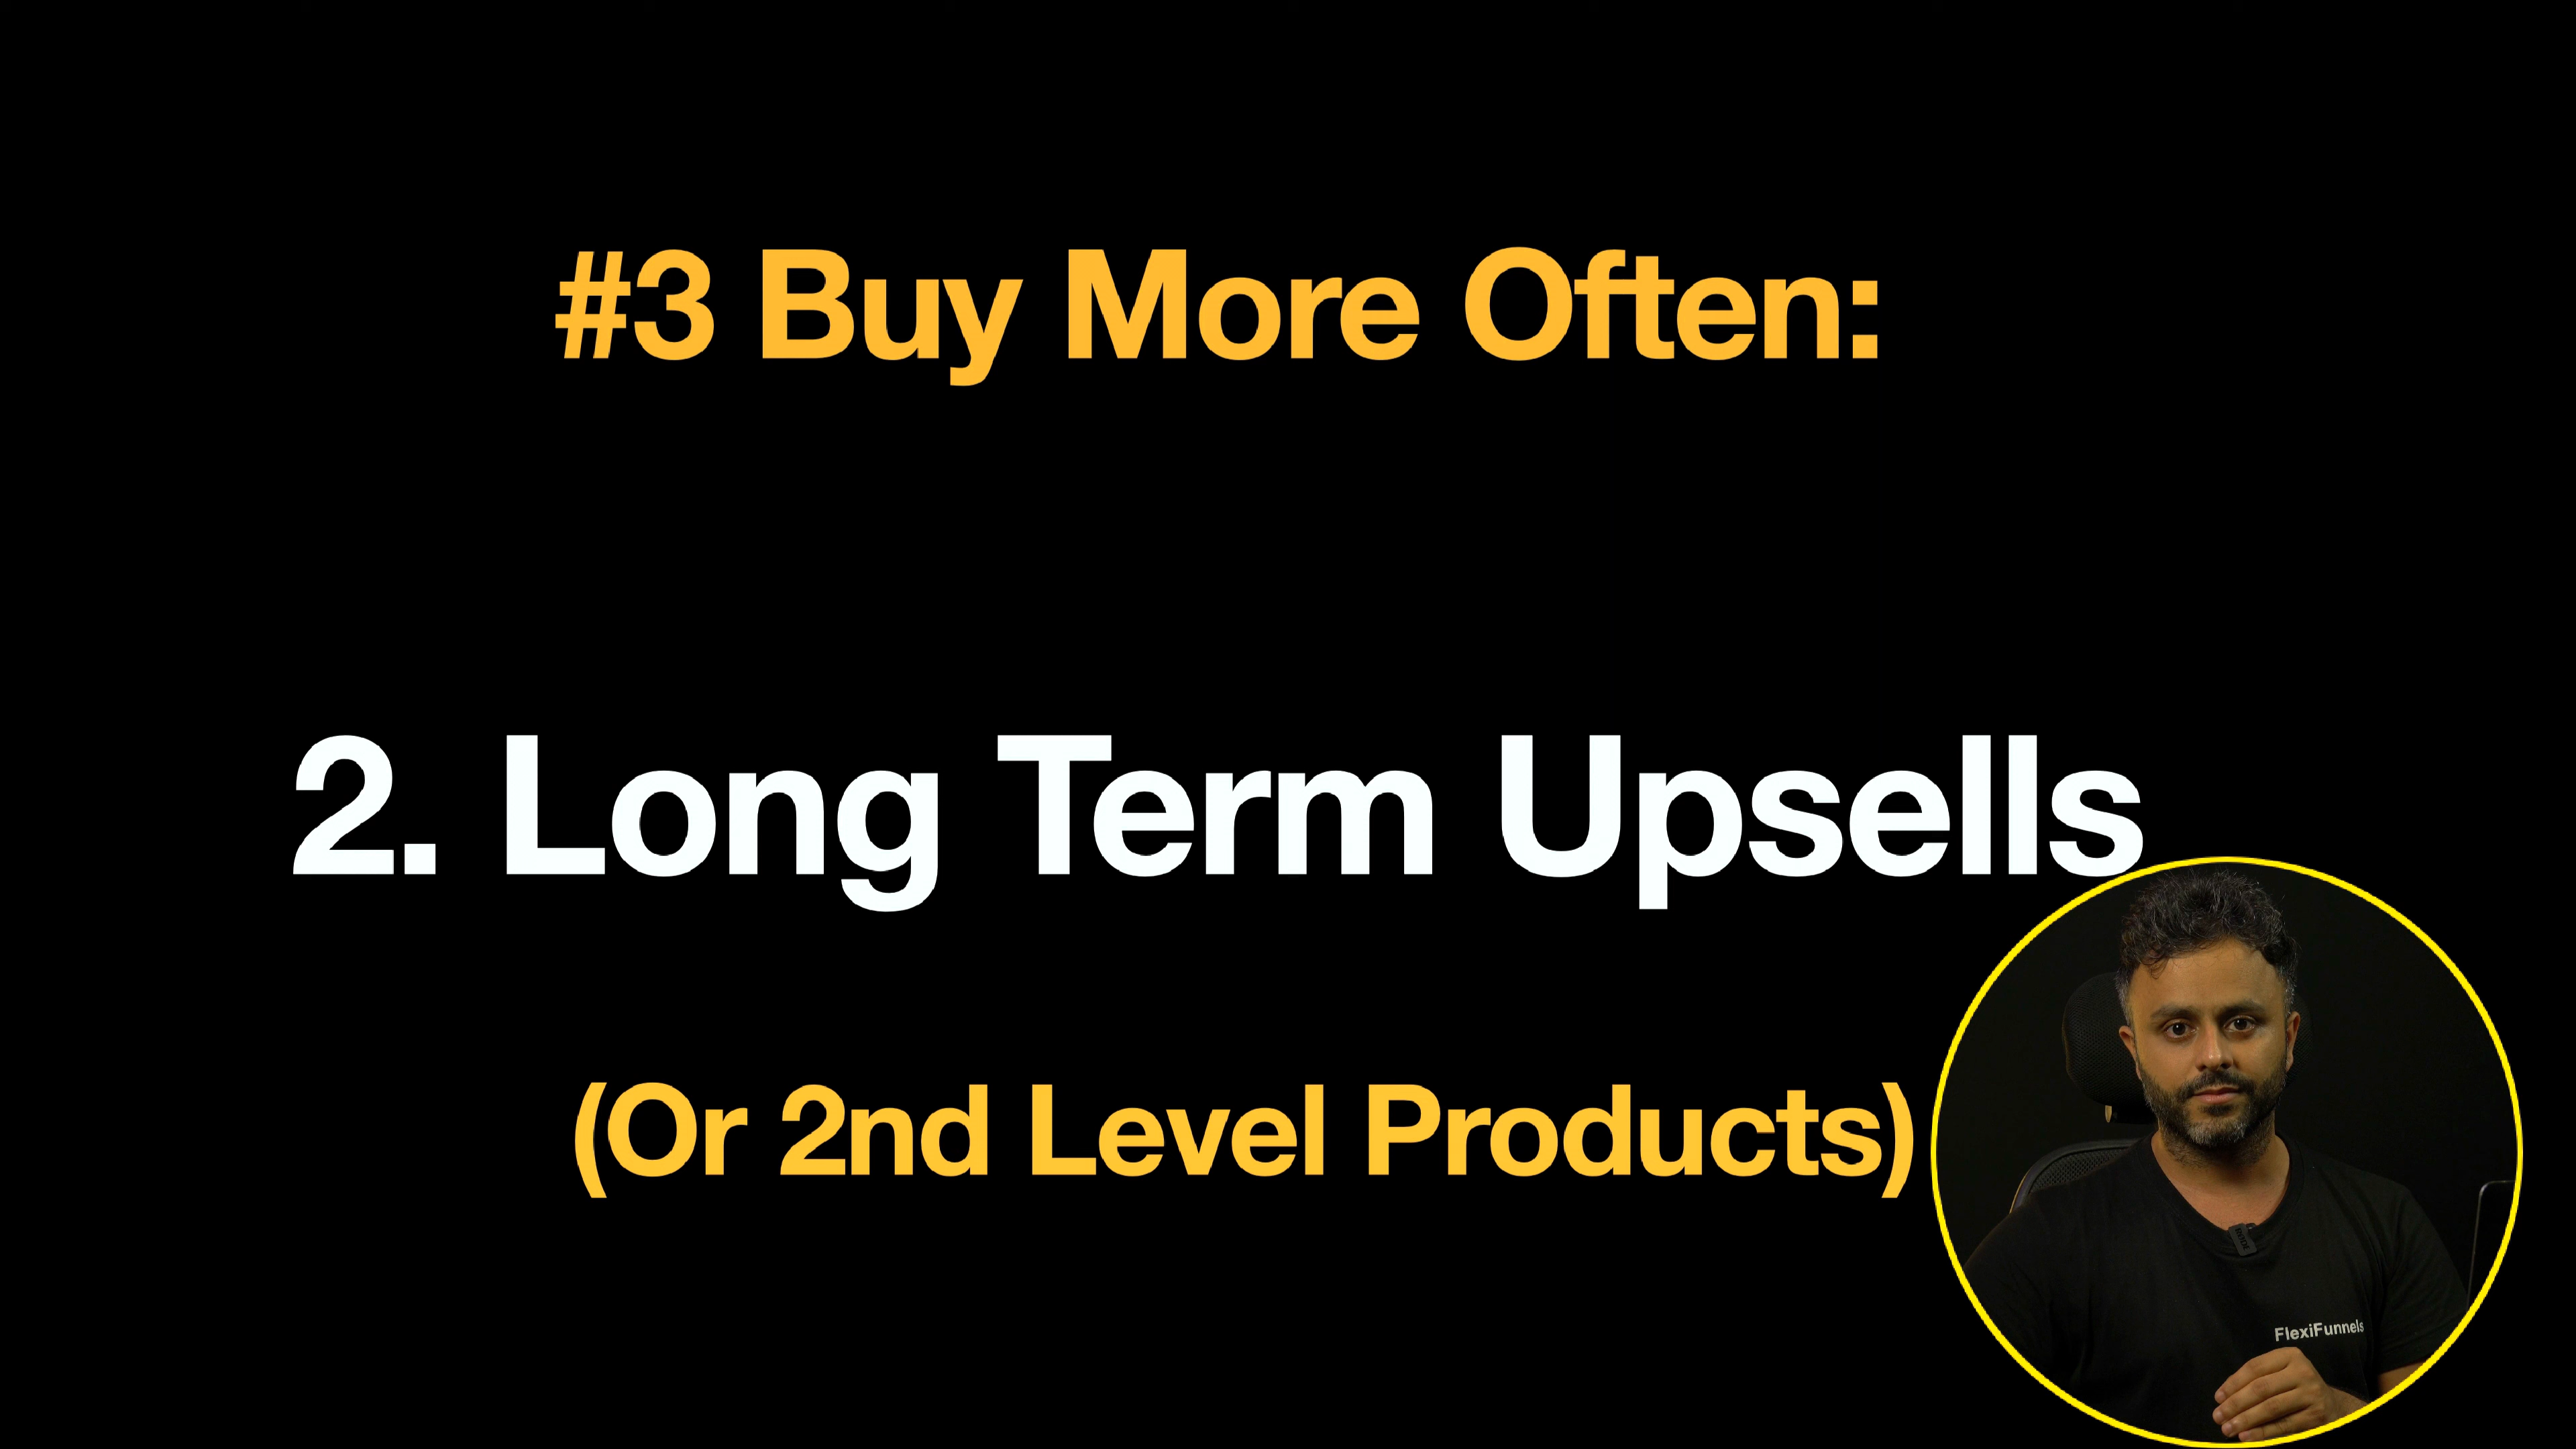 #3 Buy More Often:
2. Long Term Upsells
(Or 2nd Level Products)
FlexiFunnels